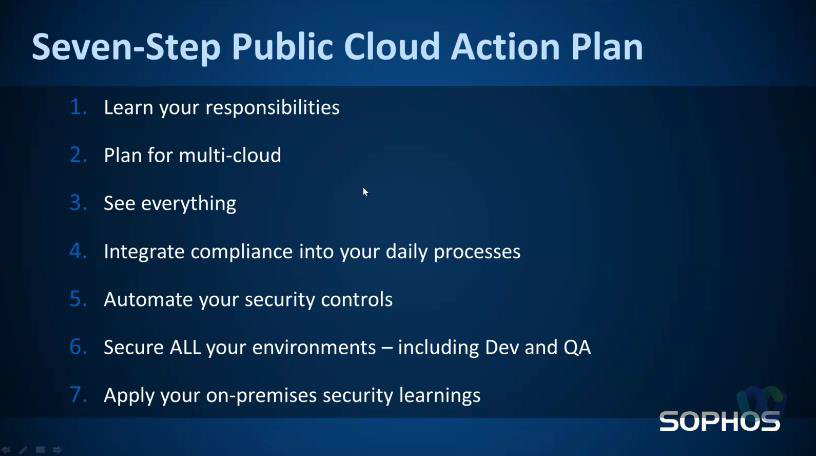 Seven-Step Public Cloud Action Plan
1. Learn your responsibilities
2. Plan for multi-cloud
3. See everything
4. Integrate compliance into your daily processes
5. Automate your security controls
6. Secure ALL your environments – including Dev and QA
7. Apply your on-premises security learnings
SOPHOS